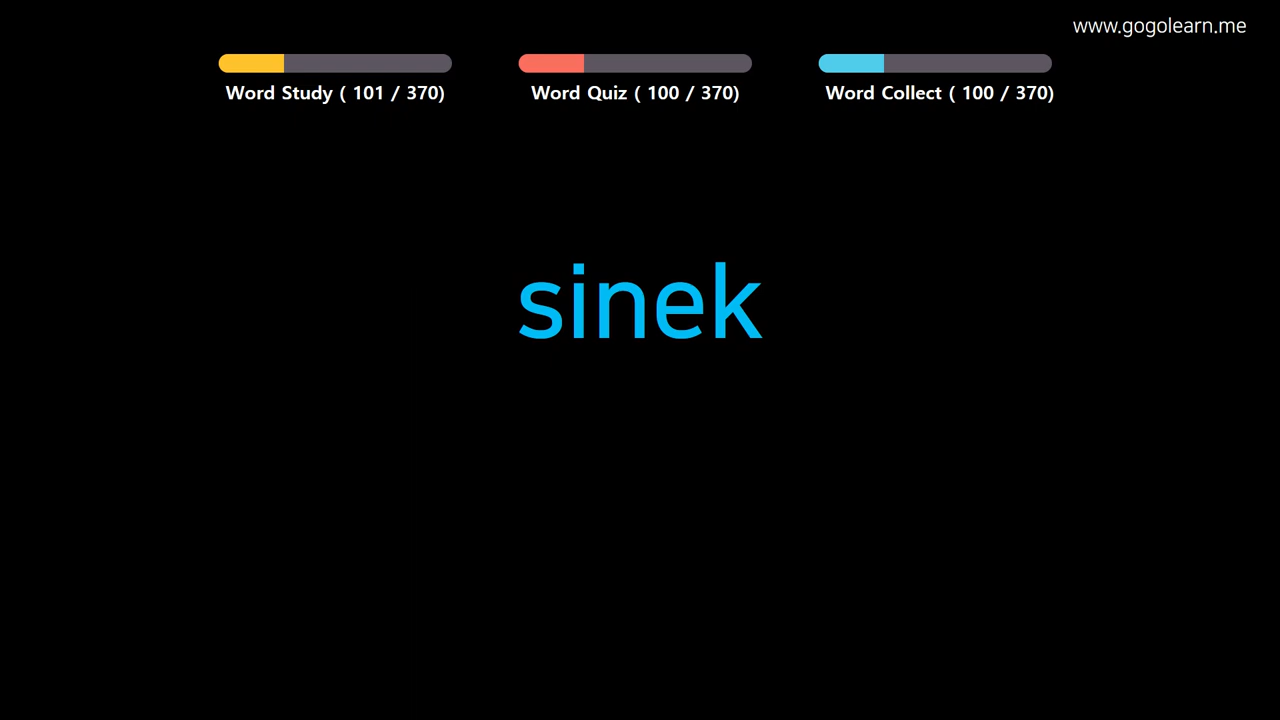 www.gogolearn.me
Word Study ( 101 / 370)
Word Quiz ( 100 / 370)
Word Collect ( 100 / 370)
sinek